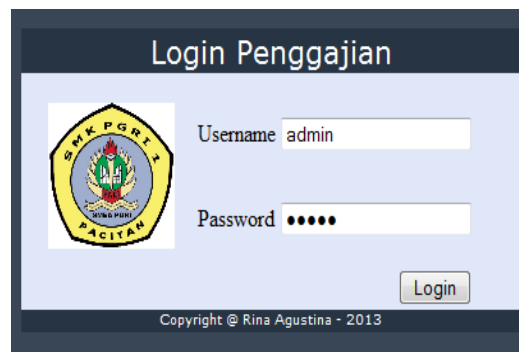 Login Penggajian
SMK PGRI 1
PACITAN
Username admin
Password •••••
Login
Copyright @ Rina Agustina - 2013